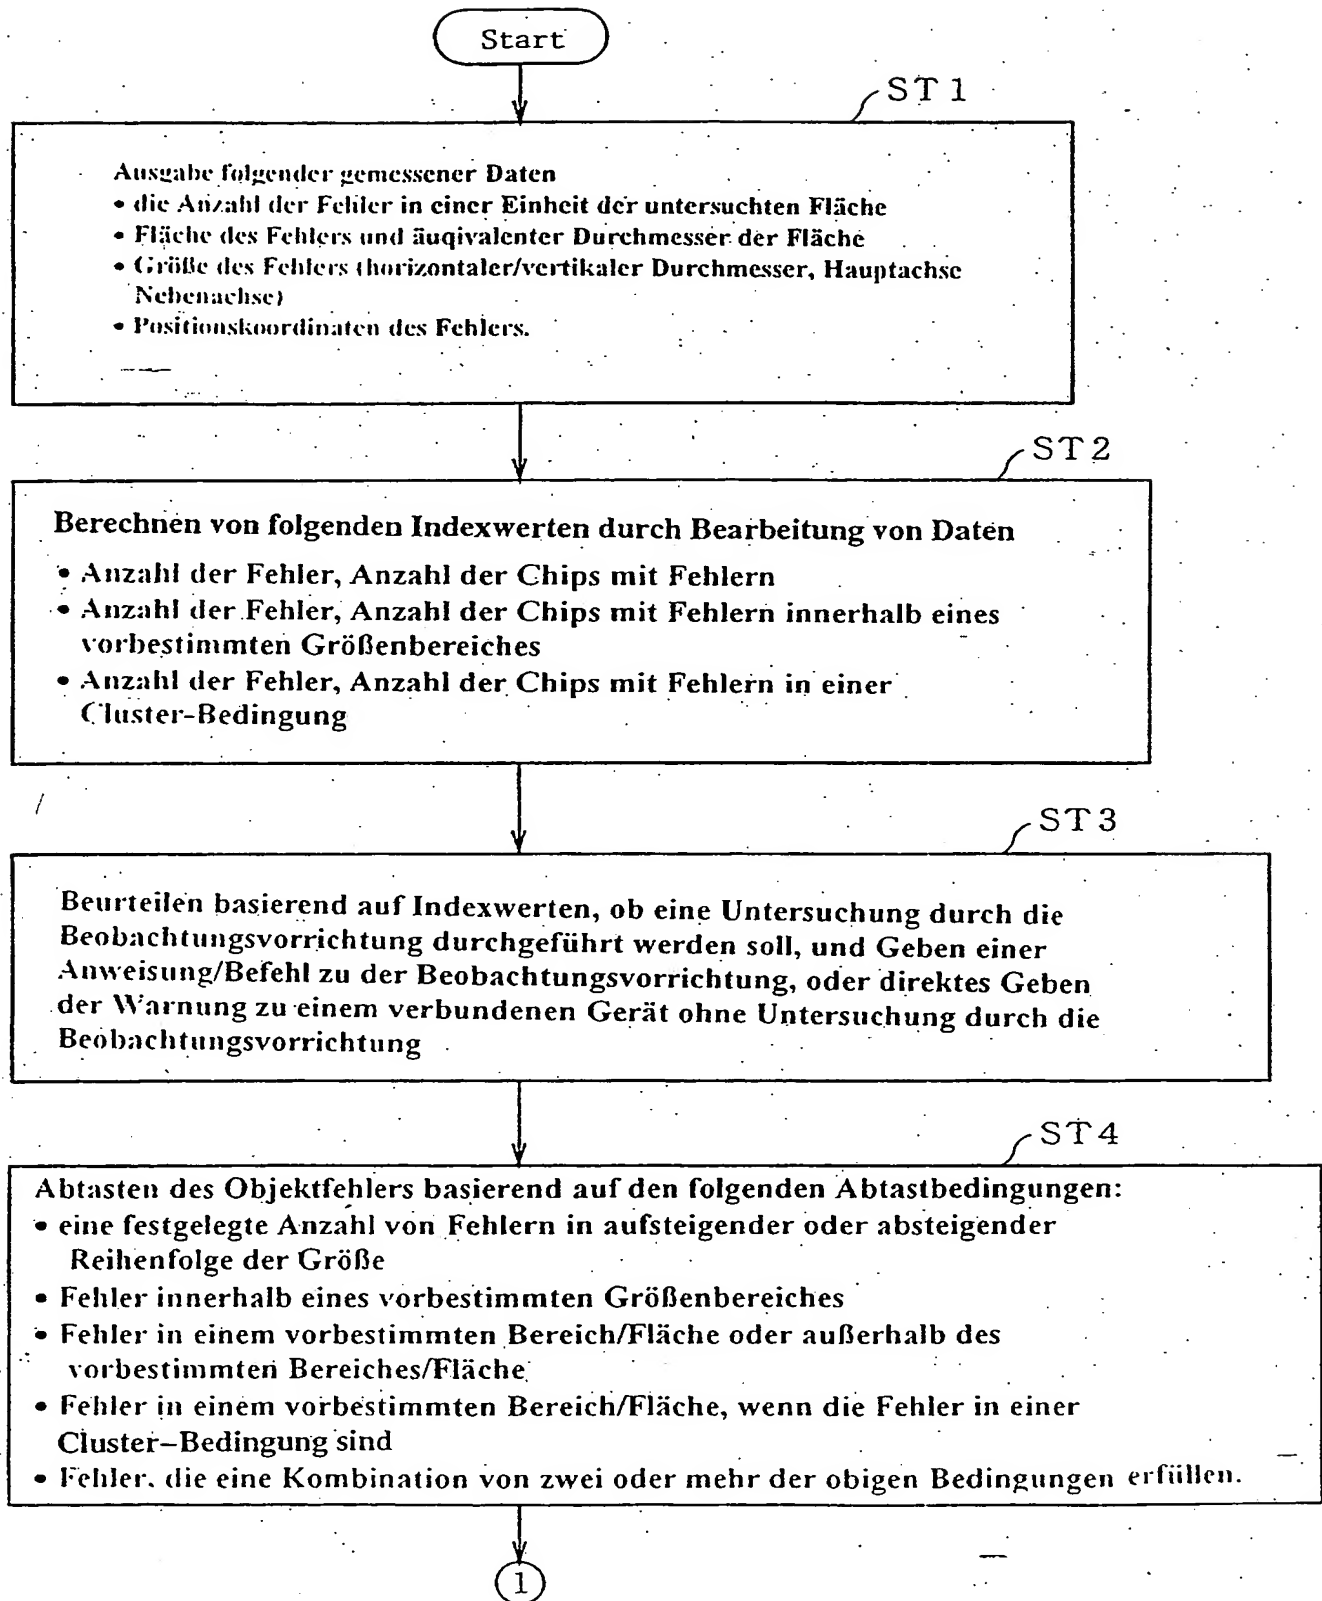 Start
ST1
Ausgabe folgender gemessener Daten
• die Anzahl der Fehler in einer Einheit der untersuchten Fläche
• Fläche des Fehlers und äuqivalenter Durchmesser der Fläche
• Größe des Fehlers (horizontaler/vertikaler Durchmesser, Hauptachse
Nebenachse)
• Positionskoordinaten des Fehlers.
ST2
Berechnen von folgenden Indexwerten durch Bearbeitung von Daten
• Anzahl der Fehler, Anzahl der Chips mit Fehlern
• Anzahl der Fehler, Anzahl der Chips mit Fehlern innerhalb eines
vorbestimmten Größenbereiches
• Anzahl der Fehler, Anzahl der Chips mit Fehlern in einer
Cluster-Bedingung
ST3
Beurteilen basierend auf Indexwerten, ob eine Untersuchung durch die
Beobachtungsvorrichtung durchgeführt werden soll, und Geben einer
Anweisung/Befehl zu der Beobachtungsvorrichtung, oder direktes Geben
der Warnung zu einem verbundenen Gerät ohne Untersuchung durch die
Beobachtungsvorrichtung
ST4
Abtasten des Objektfehlers basierend auf den folgenden Abtastbedingungen:
• eine festgelegte Anzahl von Fehlern in aufsteigender oder absteigender
Reihenfolge der Größe
• Fehler innerhalb eines vorbestimmten Größenbereiches
• Fehler in einem vorbestimmten Bereich/Fläche oder außerhalb des
vorbestimmten Bereiches/Fläche
• Fehler in einem vorbestimmten Bereich/Fläche, wenn die Fehler in einer
Cluster-Bedingung sind
• Fehler, die eine Kombination von zwei oder mehr der obigen Bedingungen erfüllen.
1